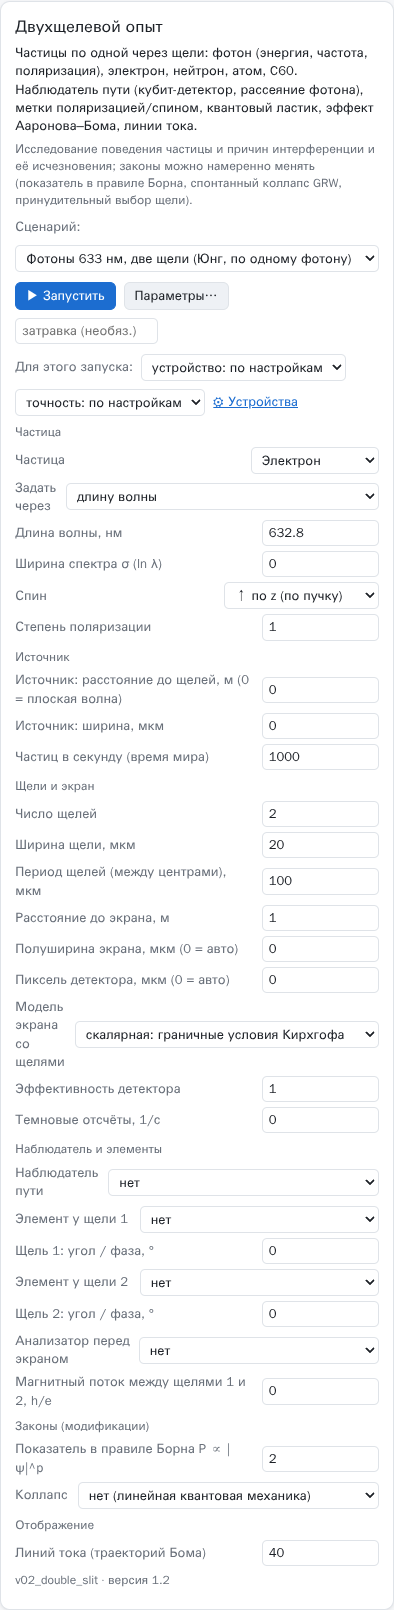 Двухщелевой опыт
Частицы по одной через щели: фотон (энергия, частота,
поляризация), электрон, нейтрон, атом, C60.
Наблюдатель пути (кубит-детектор, рассеяние фотона),
метки поляризацией/спином, квантовый ластик, эффект
Ааронова–Бома, линии тока.
Исследование поведения частицы и причин интерференции и
её исчезновения; законы можно намеренно менять
(показатель в правиле Борна, спонтанный коллапс GRW,
принудительный выбор щели).
Сценарий:
Фотоны 633 нм, две щели (Юнг, по одному фотону)
▶ Запустить Параметры…
затравка (необяз.)
Для этого запуска: устройство: по настройкам
точность: по настройкам ⚙ Устройства
Частица
Частица Электрон
Задать
через длину волны
Длина волны, нм 632.8
Ширина спектра σ (ln λ) 0
Спин ↑ по z (по пучку)
Степень поляризации 1
Источник
Источник: расстояние до щелей, м (0
= плоская волна) 0
Источник: ширина, мкм 0
Частиц в секунду (время мира) 1000
Щели и экран
Число щелей 2
Ширина щели, мкм 20
Период щелей (между центрами),
мкм 100
Расстояние до экрана, м 1
Полуширина экрана, мкм (0 = авто) 0
Пиксель детектора, мкм (0 = авто) 0
Модель
экрана
со
щелями скалярная: граничные условия Кирхгофа
Эффективность детектора 1
Темновые отсчёты, 1/с 0
Наблюдатель и элементы
Наблюдатель
пути нет
Элемент у щели 1 нет
Щель 1: угол / фаза, ° 0
Элемент у щели 2 нет
Щель 2: угол / фаза, ° 0
Анализатор перед
экраном нет
Магнитный поток между щелями 1 и
2, h/e 0
Законы (модификации)
Показатель в правиле Борна P ∝ |
ψ|^p 2
Коллапс нет (линейная квантовая механика)
Отображение
Линий тока (траекторий Бома) 40
v02_double_slit · версия 1.2